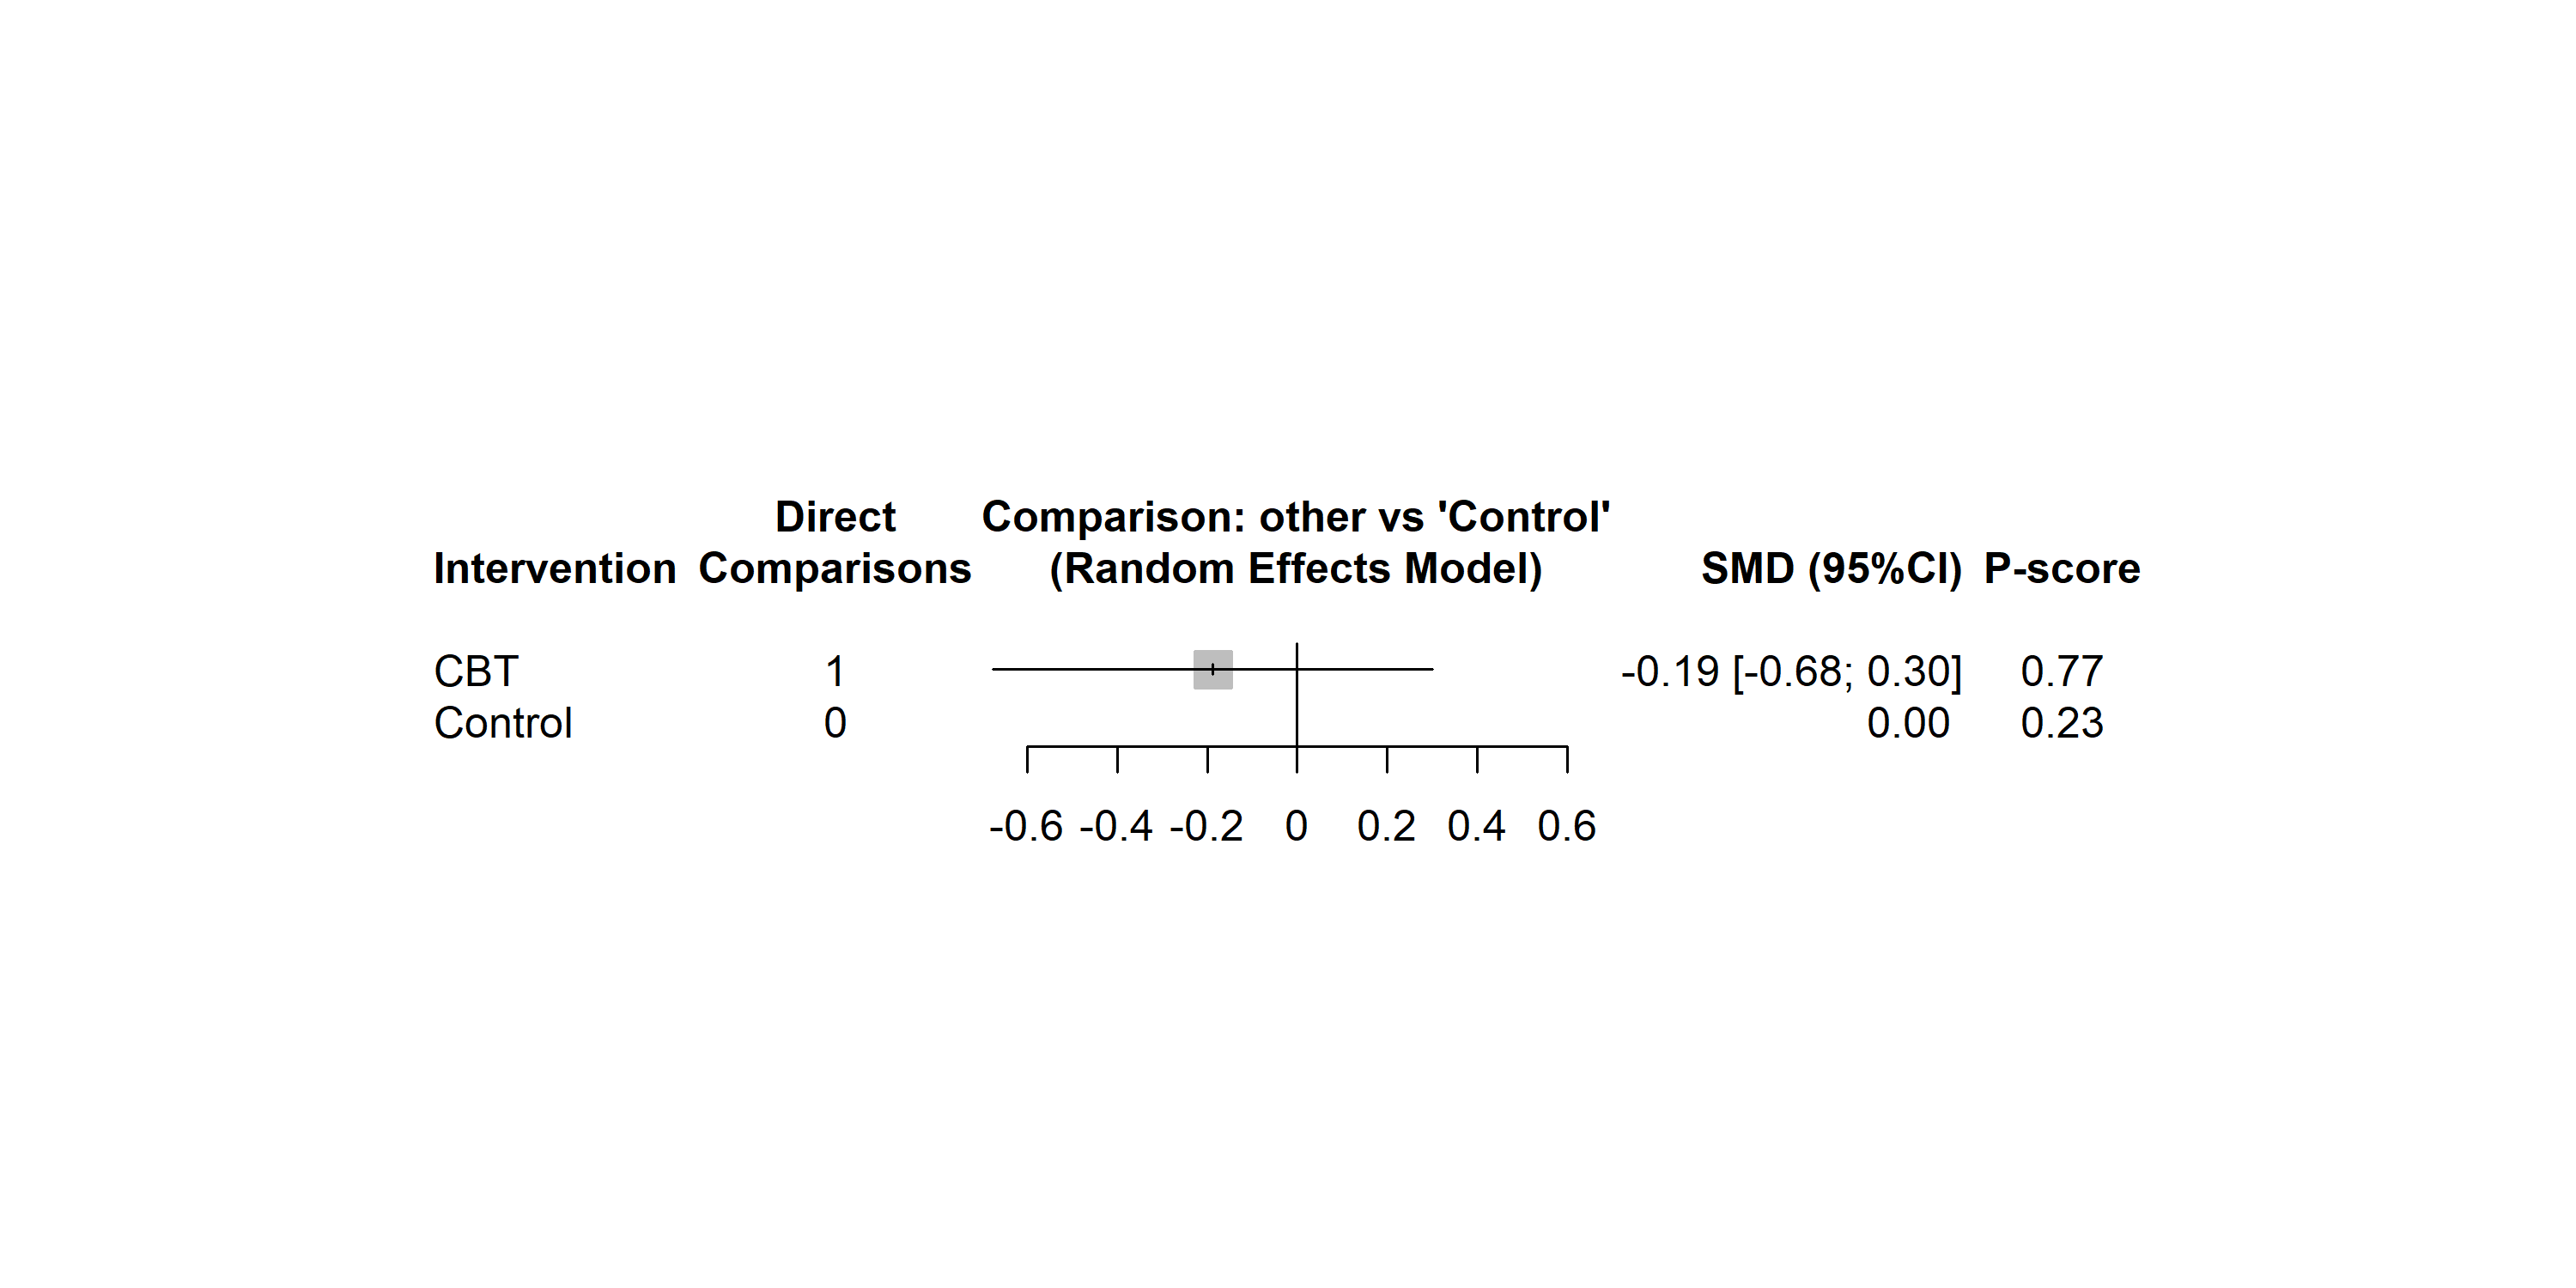 Direct Comparison: other vs 'Control'
Intervention Comparisons (Random Effects Model) SMD (95%CI) P-score
CBT 1 -0.19 [-0.68; 0.30] 0.77
Control 0 0.00 0.23
-0.6 -0.4 -0.2 0 0.2 0.4 0.6